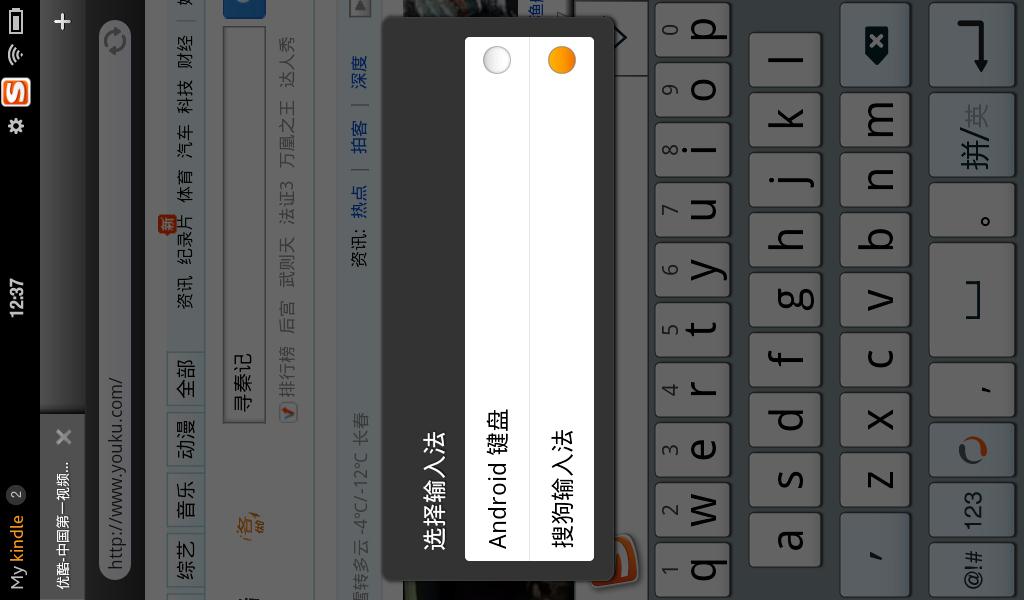 My kindle 2 12:37
优酷-中国第一视频... × +
http://www.youku.com/
综艺 音乐 动漫 全部 资讯 纪录片 体育 汽车 科技 财经
新
寻秦记
排行榜 后宫 武则天 法证3 万凰之王 达人秀
雷转多云 -4℃/-12℃ 长春 资讯: 热点 | 拍客 | 深度
选择输入法
Android 键盘
搜狗输入法
1 2 3 4 5 6 7 8 9 0
q w e r t y u i o p
a s d f g h j k l
' z x c v b n m
@!# 123 , 。 拼/英